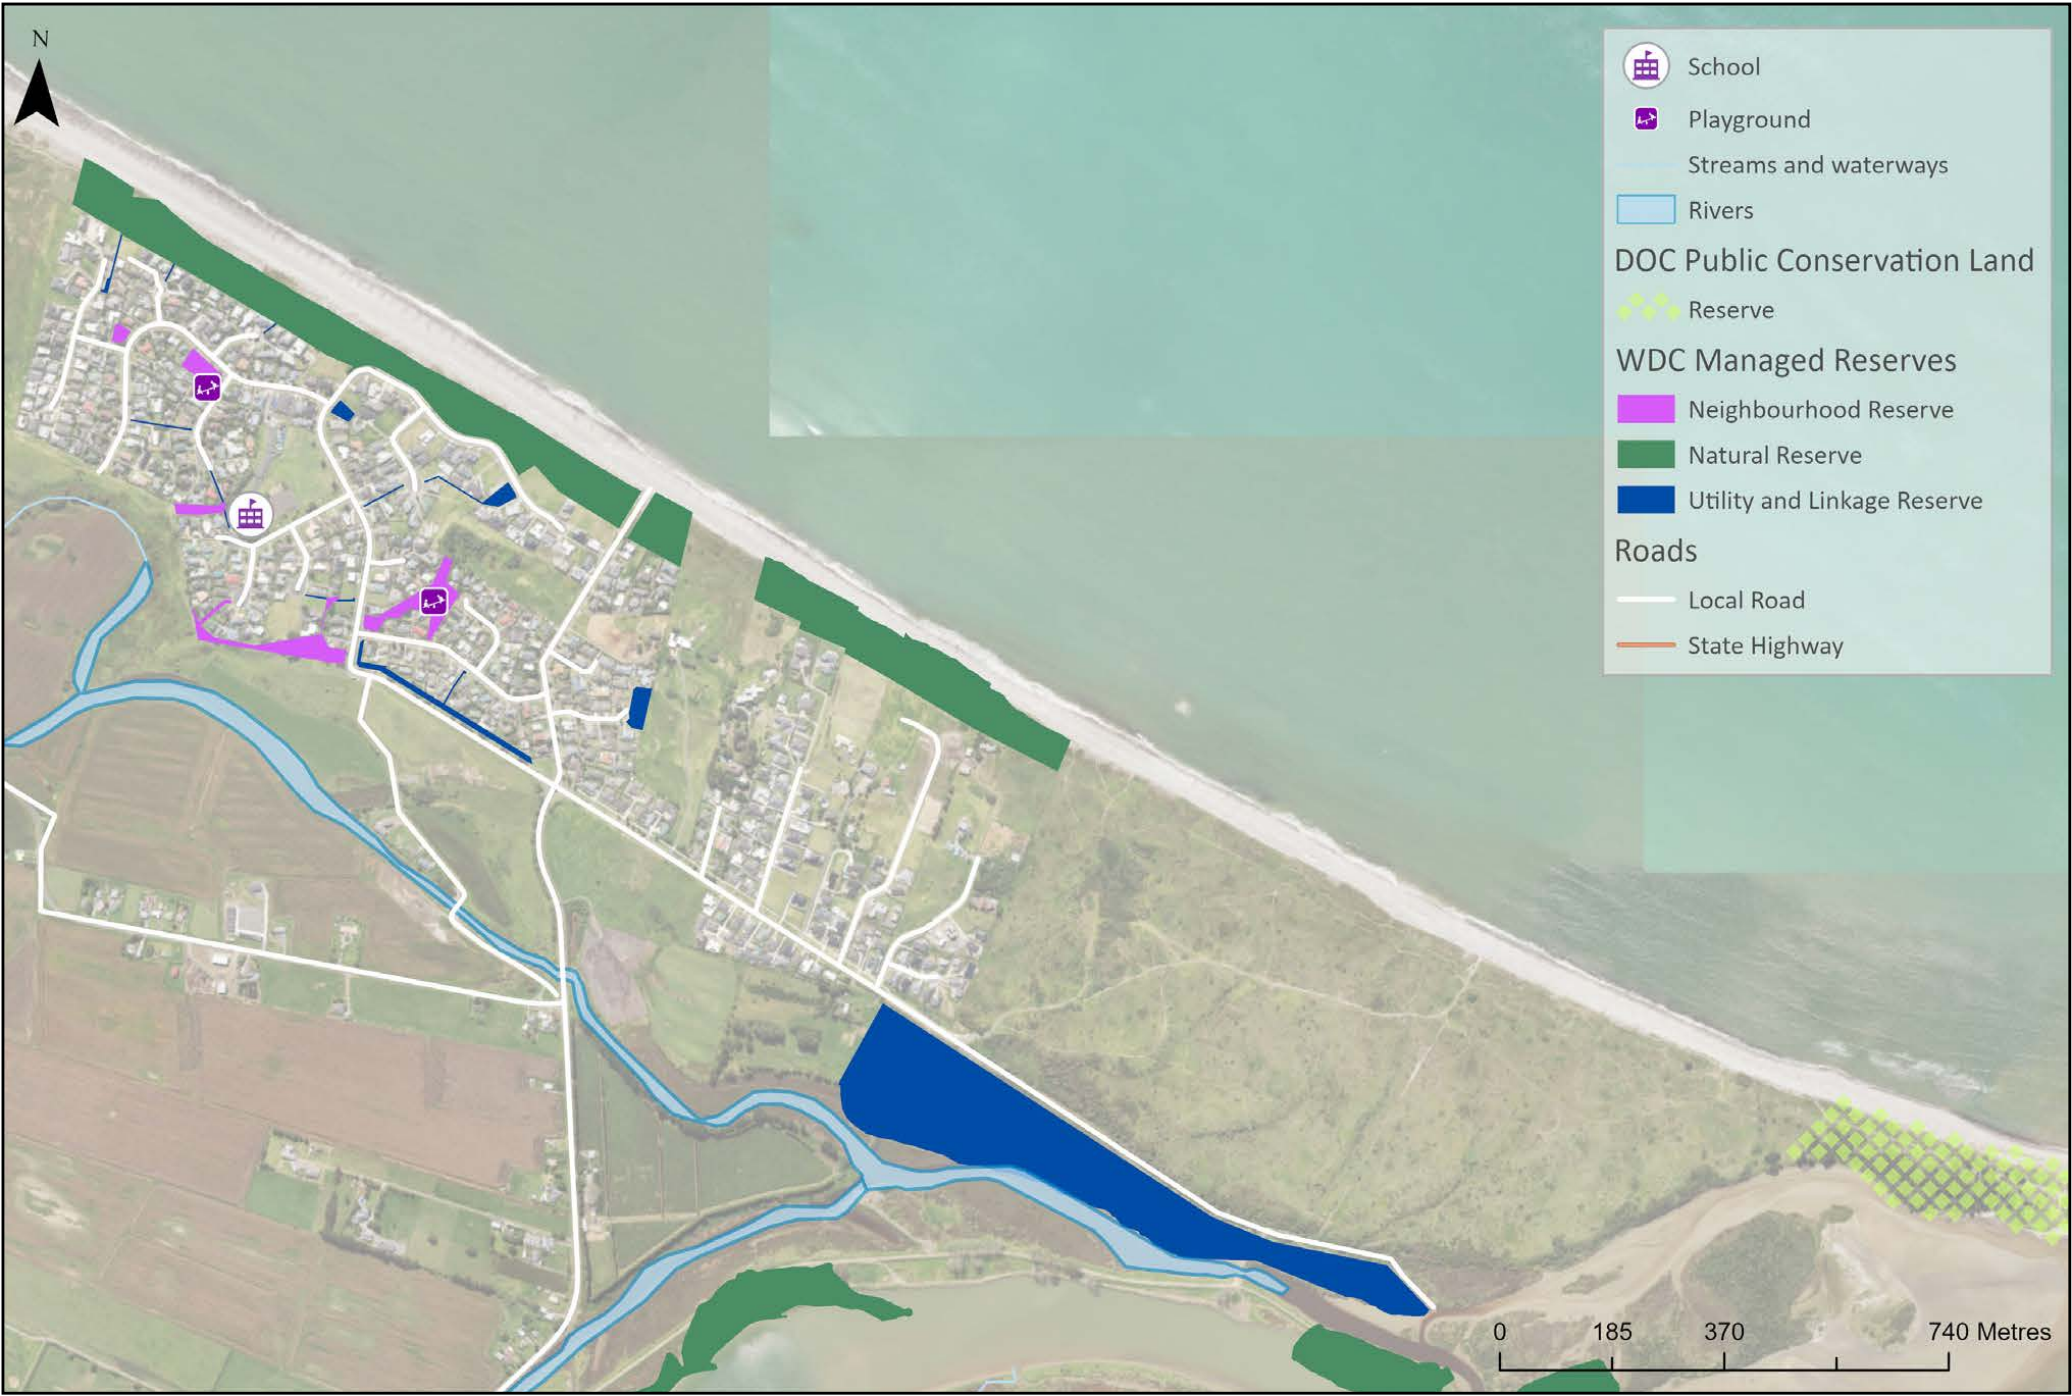 N
School
Playground
Streams and waterways
Rivers
DOC Public Conservation Land
Reserve
WDC Managed Reserves
Neighbourhood Reserve
Natural Reserve
Utility and Linkage Reserve
Roads
Local Road
State Highway
0 185 370 740 Metres